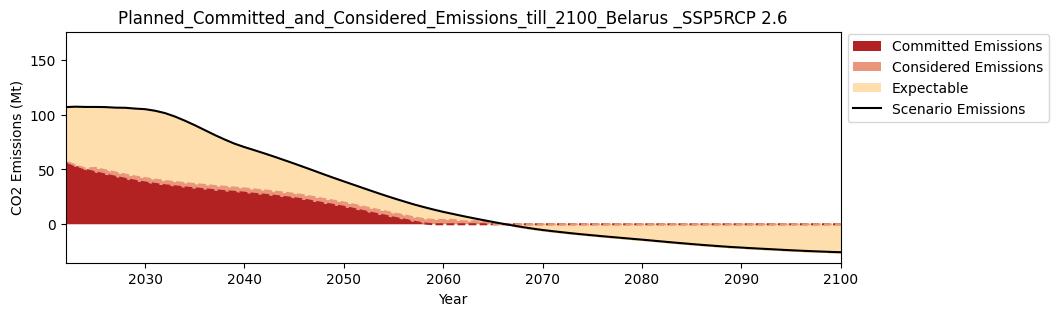 Planned_Committed_and_Considered_Emissions_till_2100_Belarus _SSP5RCP 2.6
CO2 Emissions (Mt)
150
100
50
0
2030
2040
2050
2060
2070
2080
2090
2100
Year
Committed Emissions
Considered Emissions
Expectable
Scenario Emissions